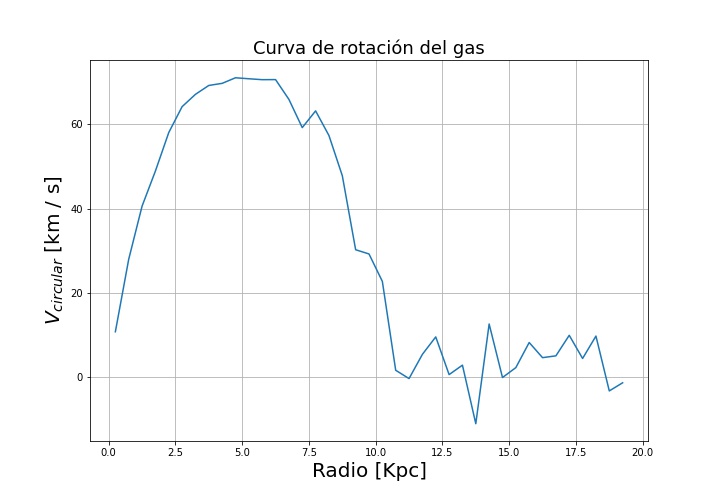 Curva de rotación del gas
V_circular [km / s]
60
40
20
0
0.0 2.5 5.0 7.5 10.0 12.5 15.0 17.5 20.0
Radio [Kpc]